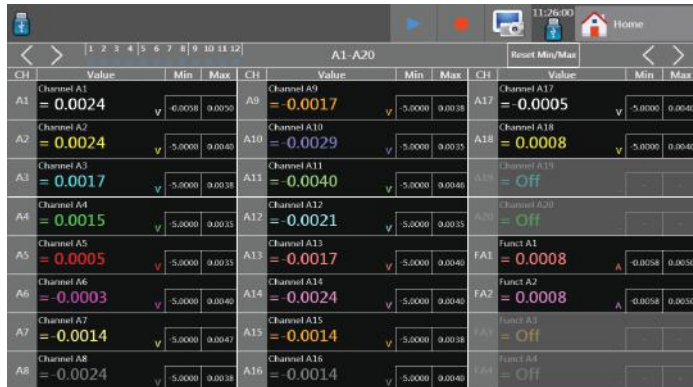 11:26:00
Home
1 2 3 4 5 6 7 8 9 10 11 12
A1-A20
Reset Min/Max
CH Value Min Max CH Value Min Max CH Value Min Max
Channel A1 Channel A9 Channel A17
A1 = 0.0024 V -0.0058 0.0050 A9 =-0.0017 V -5.0000 0.0038 A17 =-0.0005 V -5.0000 0.0040
Channel A2 Channel A10 Channel A18
A2 = 0.0024 V -5.0000 0.0040 A10 =-0.0029 V -5.0000 0.0035 A18 = 0.0008 V -5.0000 0.0040
Channel A3 Channel A11 Channel A19
A3 = 0.0017 V -5.0000 0.0038 A11 =-0.0040 V -5.0000 0.0046 A19 = Off - -
Channel A4 Channel A12 Channel A20
A4 = 0.0015 V -5.0000 0.0035 A12 =-0.0021 V -5.0000 0.0035 A20 = Off - -
Channel A5 Channel A13 Funct A1
A5 = 0.0005 V -5.0000 0.0035 A13 =-0.0017 V -5.0000 0.0040 FA1 = 0.0008 A -0.0058 0.0050
Channel A6 Channel A14 Funct A2
A6 =-0.0003 V -5.0000 0.0040 A14 =-0.0024 V -5.0000 0.0040 FA2 = 0.0008 A -0.0058 0.0050
Channel A7 Channel A15 Funct A3
A7 =-0.0014 V -5.0000 0.0047 A15 =-0.0014 V -5.0000 0.0038 FA3 = Off - -
Channel A8 Channel A16 Funct A4
A8 =-0.0024 V -5.0000 0.0038 A16 =-0.0014 V -5.0000 0.0040 FA4 = Off - -